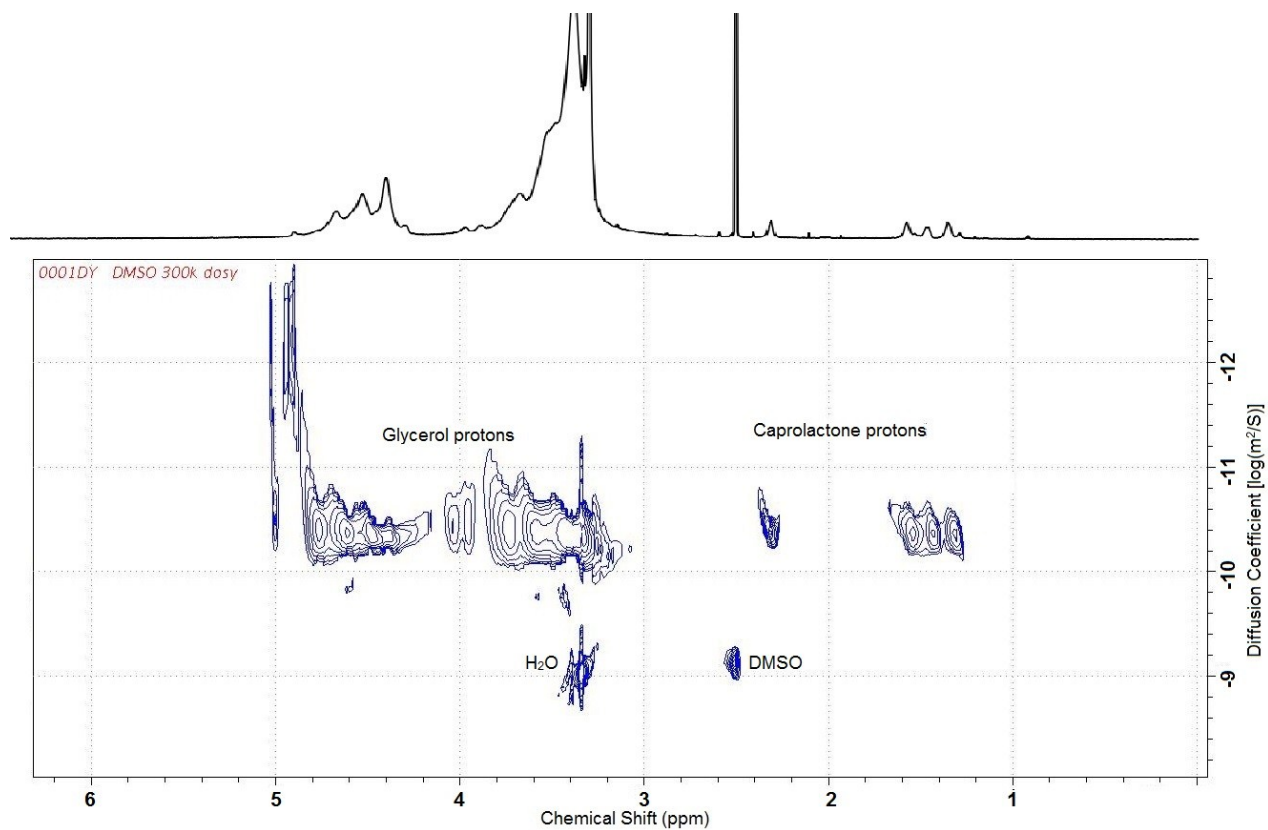 0001DY DMSO 300k dosy
Glycerol protons
Caprolactone protons
H₂O
DMSO
-12
-11
-10
-9
Diffusion Coefficient [log(m²/S)]
6 5 4 3 2 1
Chemical Shift (ppm)